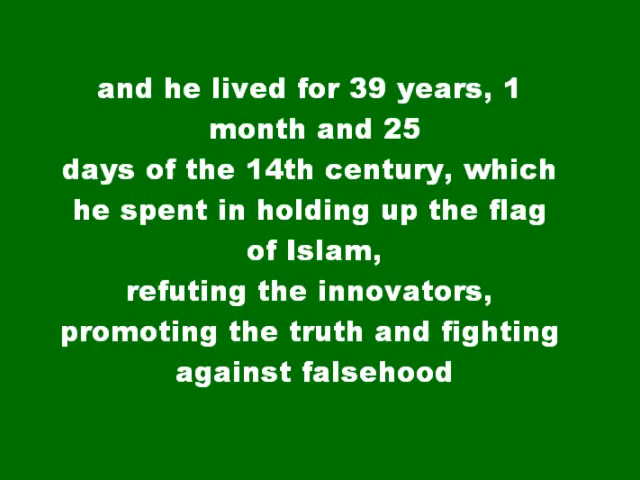 and he lived for 39 years, 1
month and 25
days of the 14th century, which
he spent in holding up the flag
of Islam,
refuting the innovators,
promoting the truth and fighting
against falsehood